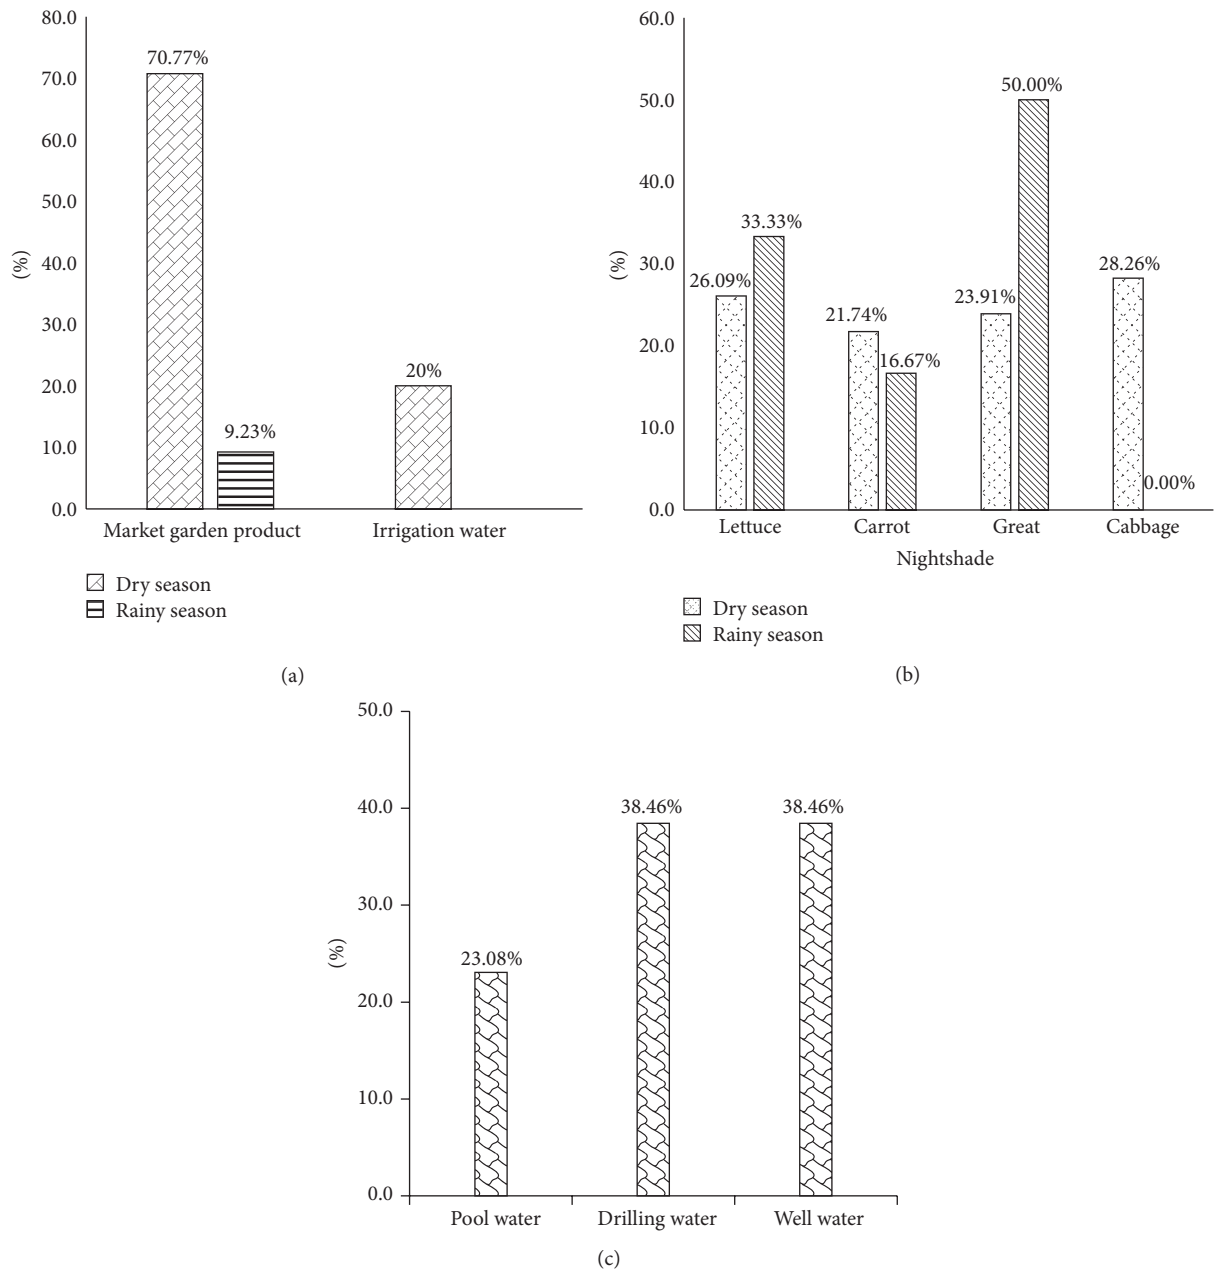 80.0
70.0
60.0
50.0
40.0
30.0
20.0
10.0
0.0
(%)
70.77%
9.23%
20%
Market garden product
Irrigation water
Dry season
Rainy season
(a)
60.0
50.0
40.0
30.0
20.0
10.0
0.0
(%)
26.09%
33.33%
21.74%
16.67%
23.91%
50.00%
28.26%
0.00%
Lettuce
Carrot
Great
Cabbage
Nightshade
Dry season
Rainy season
(b)
50.0
40.0
30.0
20.0
10.0
0.0
(%)
23.08%
38.46%
38.46%
Pool water
Drilling water
Well water
(c)